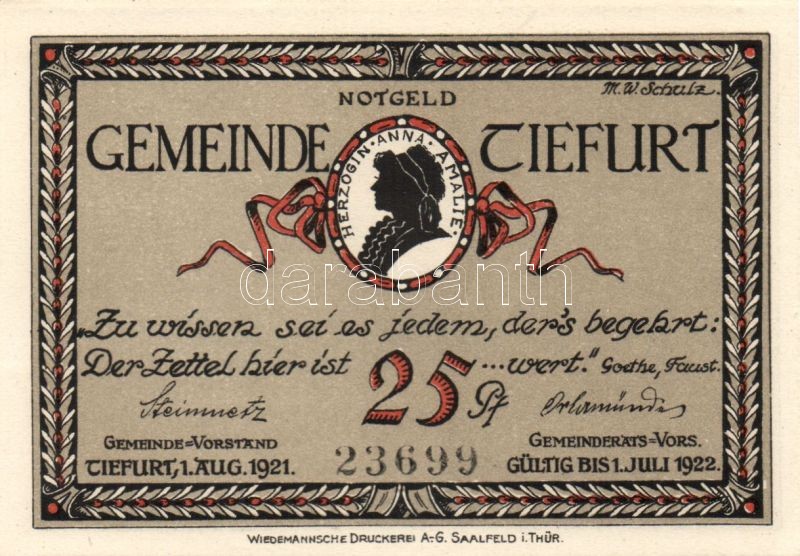 NOTGELD
M.W. Schulz.
GEMEINDE TIEFURT
HERZOGIN · ANNA · AMALIE ·
darabanth
„Zu wissen sei es jedem, der's begehrt:
Der Zettel hier ist 25 Pf ...wert." Goethe, Faust.
Steinmetz Orlamünde
GEMEINDE=VORSTAND GEMEINDERATS=VORS.
TIEFURT, 1. AUG. 1921. 23699 GÜLTIG BIS 1. JULI 1922.
WIEDEMANNSCHE DRUCKEREI A.-G. SAALFELD I. THÜR.